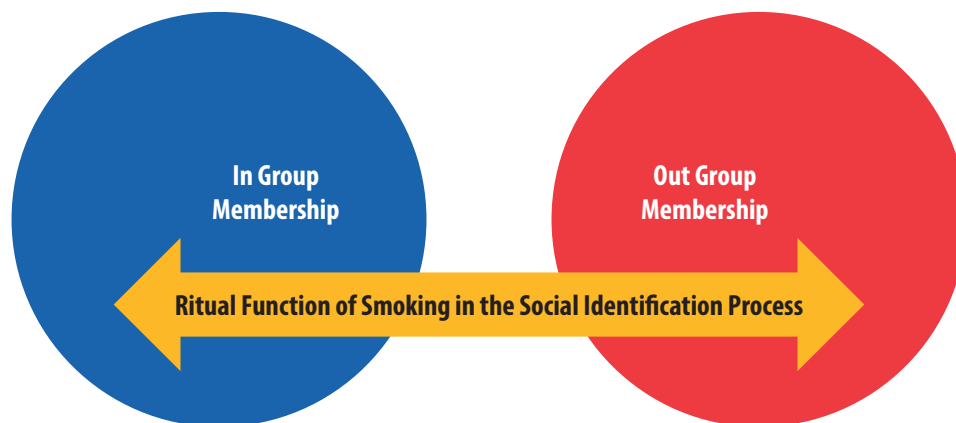 In Group
Membership
Out Group
Membership
Ritual Function of Smoking in the Social Identification Process